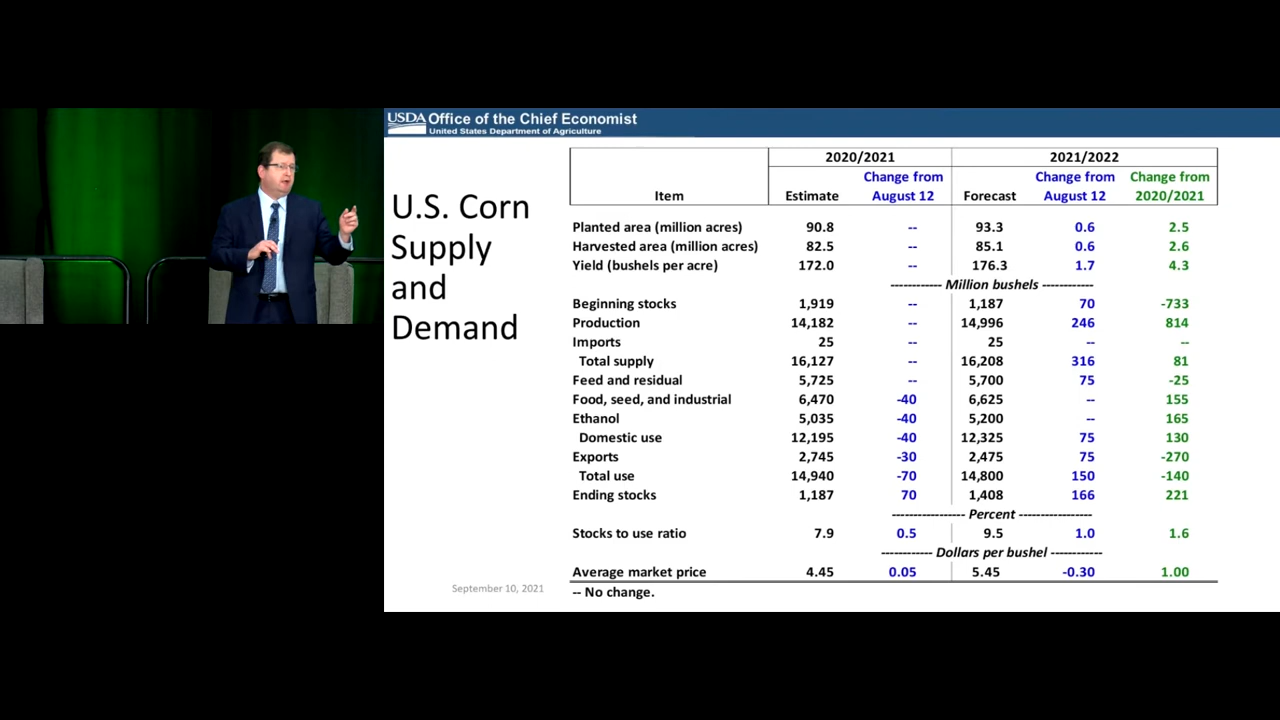 USDA Office of the Chief Economist
United States Department of Agriculture
U.S. Corn
Supply
and
Demand
2020/2021 2021/2022
Change from Change from Change from
Item Estimate August 12 Forecast August 12 2020/2021
Planted area (million acres) 90.8 -- 93.3 0.6 2.5
Harvested area (million acres) 82.5 -- 85.1 0.6 2.6
Yield (bushels per acre) 172.0 -- 176.3 1.7 4.3
------------ Million bushels ------------
Beginning stocks 1,919 -- 1,187 70 -733
Production 14,182 -- 14,996 246 814
Imports 25 -- 25 -- --
Total supply 16,127 -- 16,208 316 81
Feed and residual 5,725 -- 5,700 75 -25
Food, seed, and industrial 6,470 -40 6,625 -- 155
Ethanol 5,035 -40 5,200 -- 165
Domestic use 12,195 -40 12,325 75 130
Exports 2,745 -30 2,475 75 -270
Total use 14,940 -70 14,800 150 -140
Ending stocks 1,187 70 1,408 166 221
----------------- Percent -----------------
Stocks to use ratio 7.9 0.5 9.5 1.0 1.6
------------ Dollars per bushel ------------
Average market price 4.45 0.05 5.45 -0.30 1.00
-- No change.
September 10, 2021